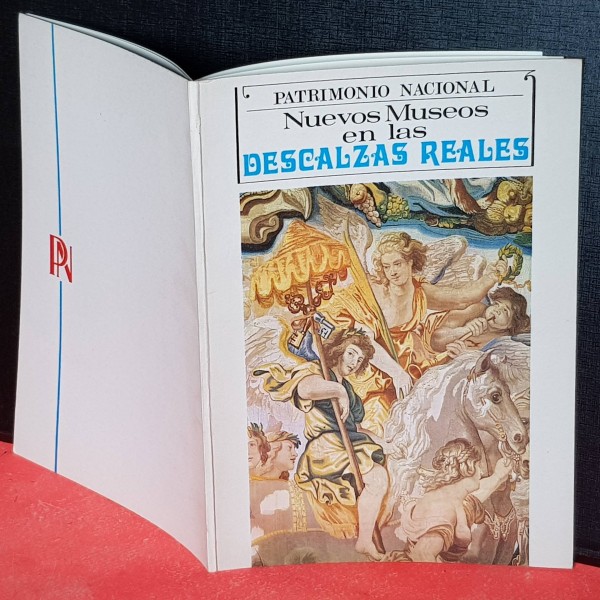 PATRIMONIO NACIONAL
Nuevos Museos
en las
DESCALZAS REALES
PN